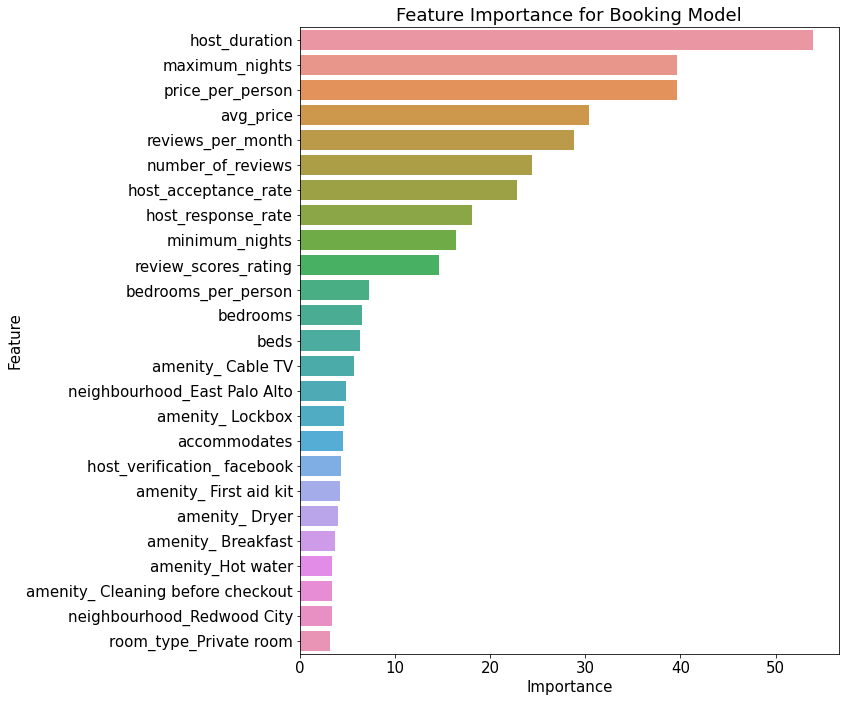 Feature Importance for Booking Model
Feature
host_duration
maximum_nights
price_per_person
avg_price
reviews_per_month
number_of_reviews
host_acceptance_rate
host_response_rate
minimum_nights
review_scores_rating
bedrooms_per_person
bedrooms
beds
amenity_ Cable TV
neighbourhood_East Palo Alto
amenity_ Lockbox
accommodates
host_verification_ facebook
amenity_ First aid kit
amenity_ Dryer
amenity_ Breakfast
amenity_Hot water
amenity_ Cleaning before checkout
neighbourhood_Redwood City
room_type_Private room
0 10 20 30 40 50
Importance